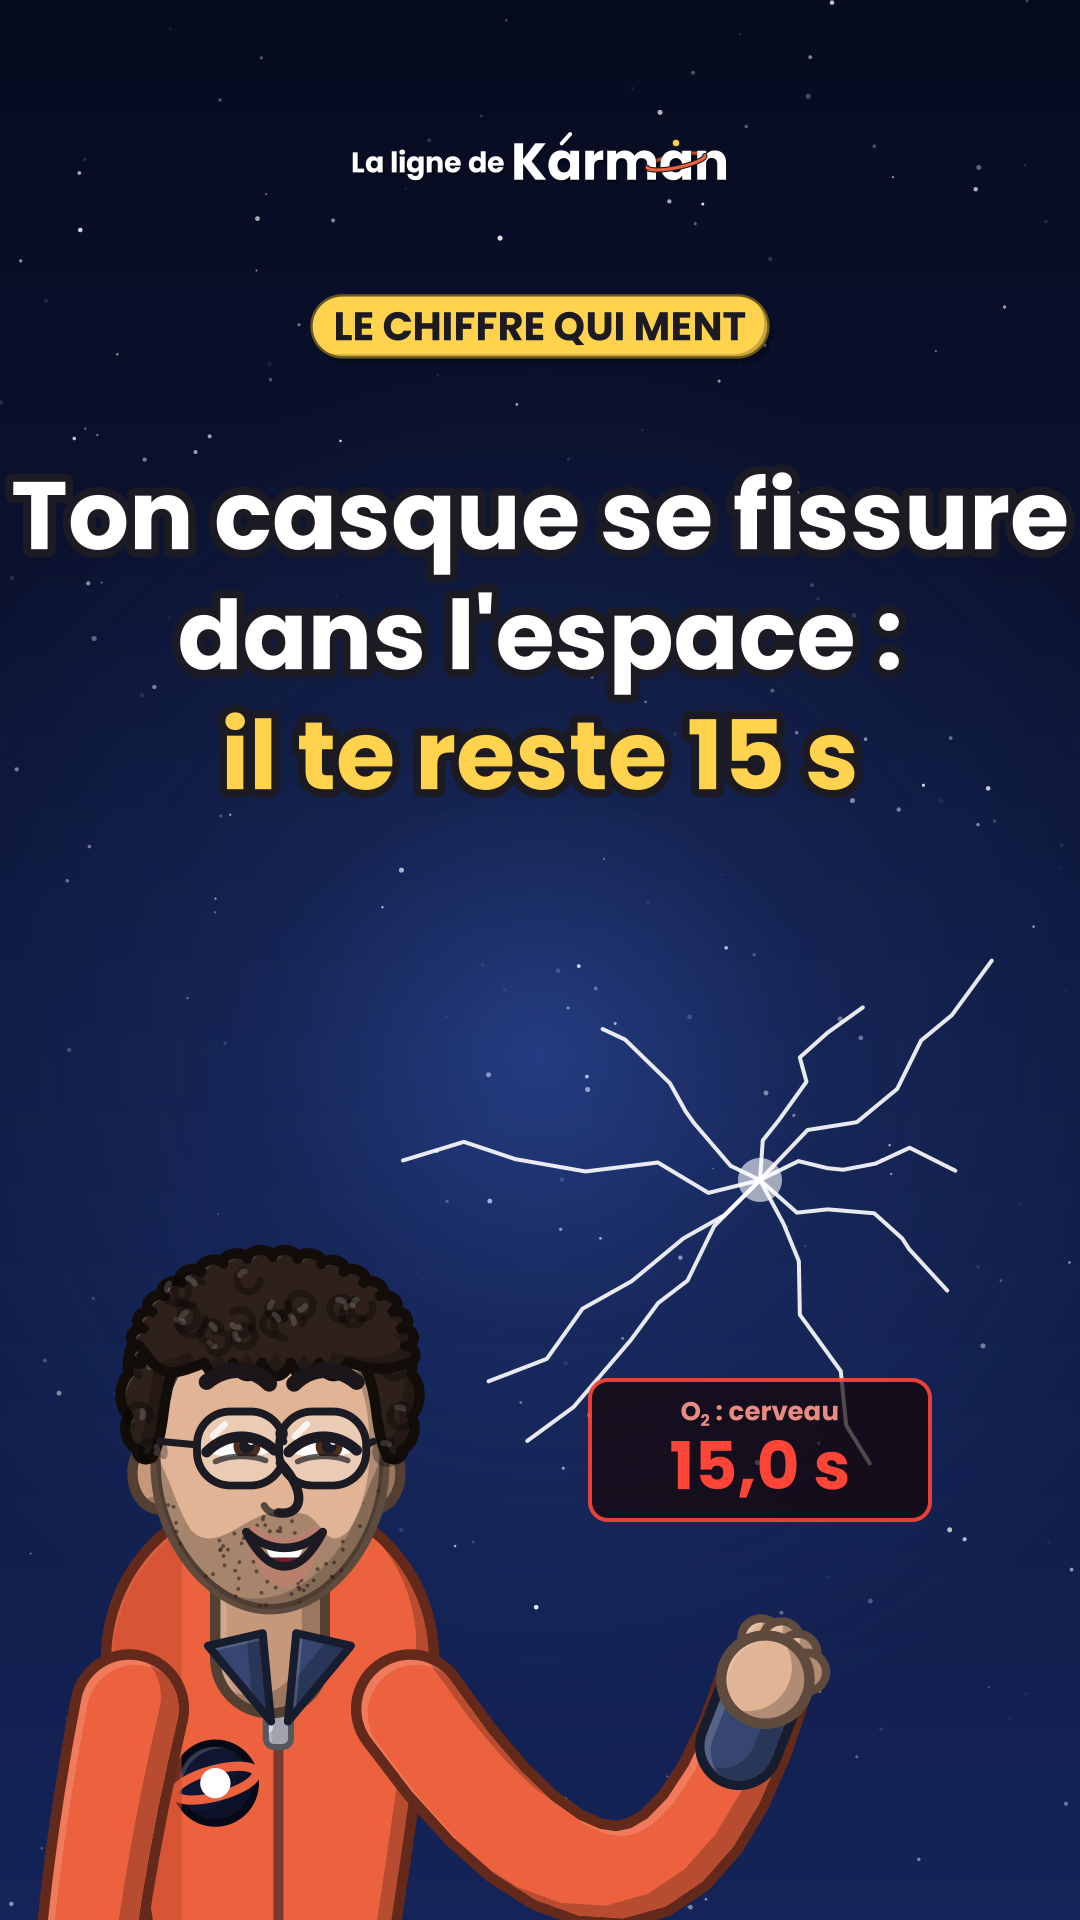 La ligne de Kármán
LE CHIFFRE QUI MENT
Ton casque se fissure
dans l'espace :
il te reste 15 s
O₂ : cerveau
15,0 s